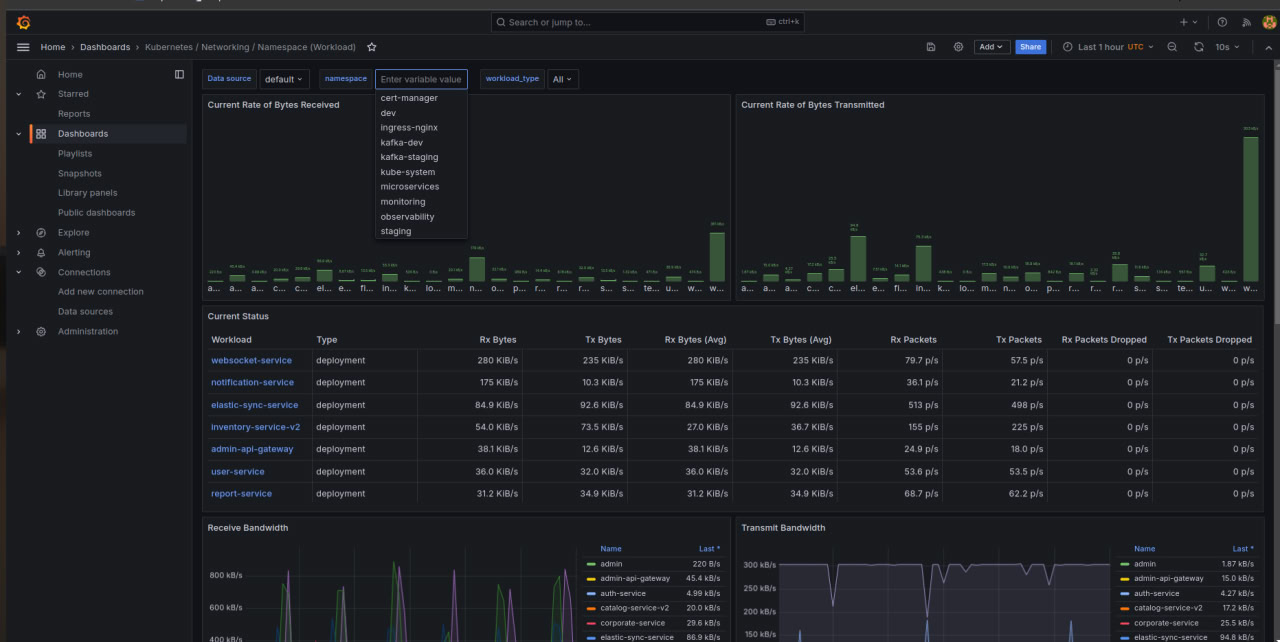 Search or jump to...
ctrl+k
Home › Dashboards › Kubernetes / Networking / Namespace (Workload)
Add
Share
Last 1 hour UTC
10s
Home
Starred
Reports
Dashboards
Playlists
Snapshots
Library panels
Public dashboards
Explore
Alerting
Connections
Add new connection
Data sources
Administration
Data source default namespace Enter variable value workload_type All
cert-manager
dev
ingress-nginx
kafka-dev
kafka-staging
kube-system
microservices
monitoring
observability
staging
Current Rate of Bytes Received
a... a... a... c... c... el... e... fi... In... k... lo... m... n... o... p... r... r... r... s... s... te... u... w... w...
Current Rate of Bytes Transmitted
a... a... a... c... c... el... e... fi... In... k... lo... m... n... o... p... r... r... r... s... s... te... u... w... w...
Current Status
Workload Type Rx Bytes Tx Bytes Rx Bytes (Avg) Tx Bytes (Avg) Rx Packets Tx Packets Rx Packets Dropped Tx Packets Dropped
websocket-service deployment 280 KiB/s 235 KiB/s 280 KiB/s 235 KiB/s 79.7 p/s 57.5 p/s 0 p/s 0 p/s
notification-service deployment 175 KiB/s 10.3 KiB/s 175 KiB/s 10.3 KiB/s 36.1 p/s 21.2 p/s 0 p/s 0 p/s
elastic-sync-service deployment 84.9 KiB/s 92.6 KiB/s 84.9 KiB/s 92.6 KiB/s 513 p/s 498 p/s 0 p/s 0 p/s
inventory-service-v2 deployment 54.0 KiB/s 73.5 KiB/s 27.0 KiB/s 36.7 KiB/s 155 p/s 225 p/s 0 p/s 0 p/s
admin-api-gateway deployment 38.1 KiB/s 12.6 KiB/s 38.1 KiB/s 12.6 KiB/s 24.9 p/s 18.0 p/s 0 p/s 0 p/s
user-service deployment 36.0 KiB/s 32.0 KiB/s 36.0 KiB/s 32.0 KiB/s 53.6 p/s 53.5 p/s 0 p/s 0 p/s
report-service deployment 31.2 KiB/s 34.9 KiB/s 31.2 KiB/s 34.9 KiB/s 68.7 p/s 62.2 p/s 0 p/s 0 p/s
Receive Bandwidth
800 kB/s
600 kB/s
400 kB/s
Name Last *
admin 220 B/s
admin-api-gateway 45.4 kB/s
auth-service 4.99 kB/s
catalog-service-v2 20.0 kB/s
corporate-service 29.6 kB/s
elastic-sync-service 86.9 kB/s
Transmit Bandwidth
300 kB/s
250 kB/s
200 kB/s
150 kB/s
Name Last *
admin 1.87 kB/s
admin-api-gateway 15.0 kB/s
auth-service 4.27 kB/s
catalog-service-v2 17.2 kB/s
corporate-service 25.5 kB/s
elastic-sync-service 94.8 kB/s